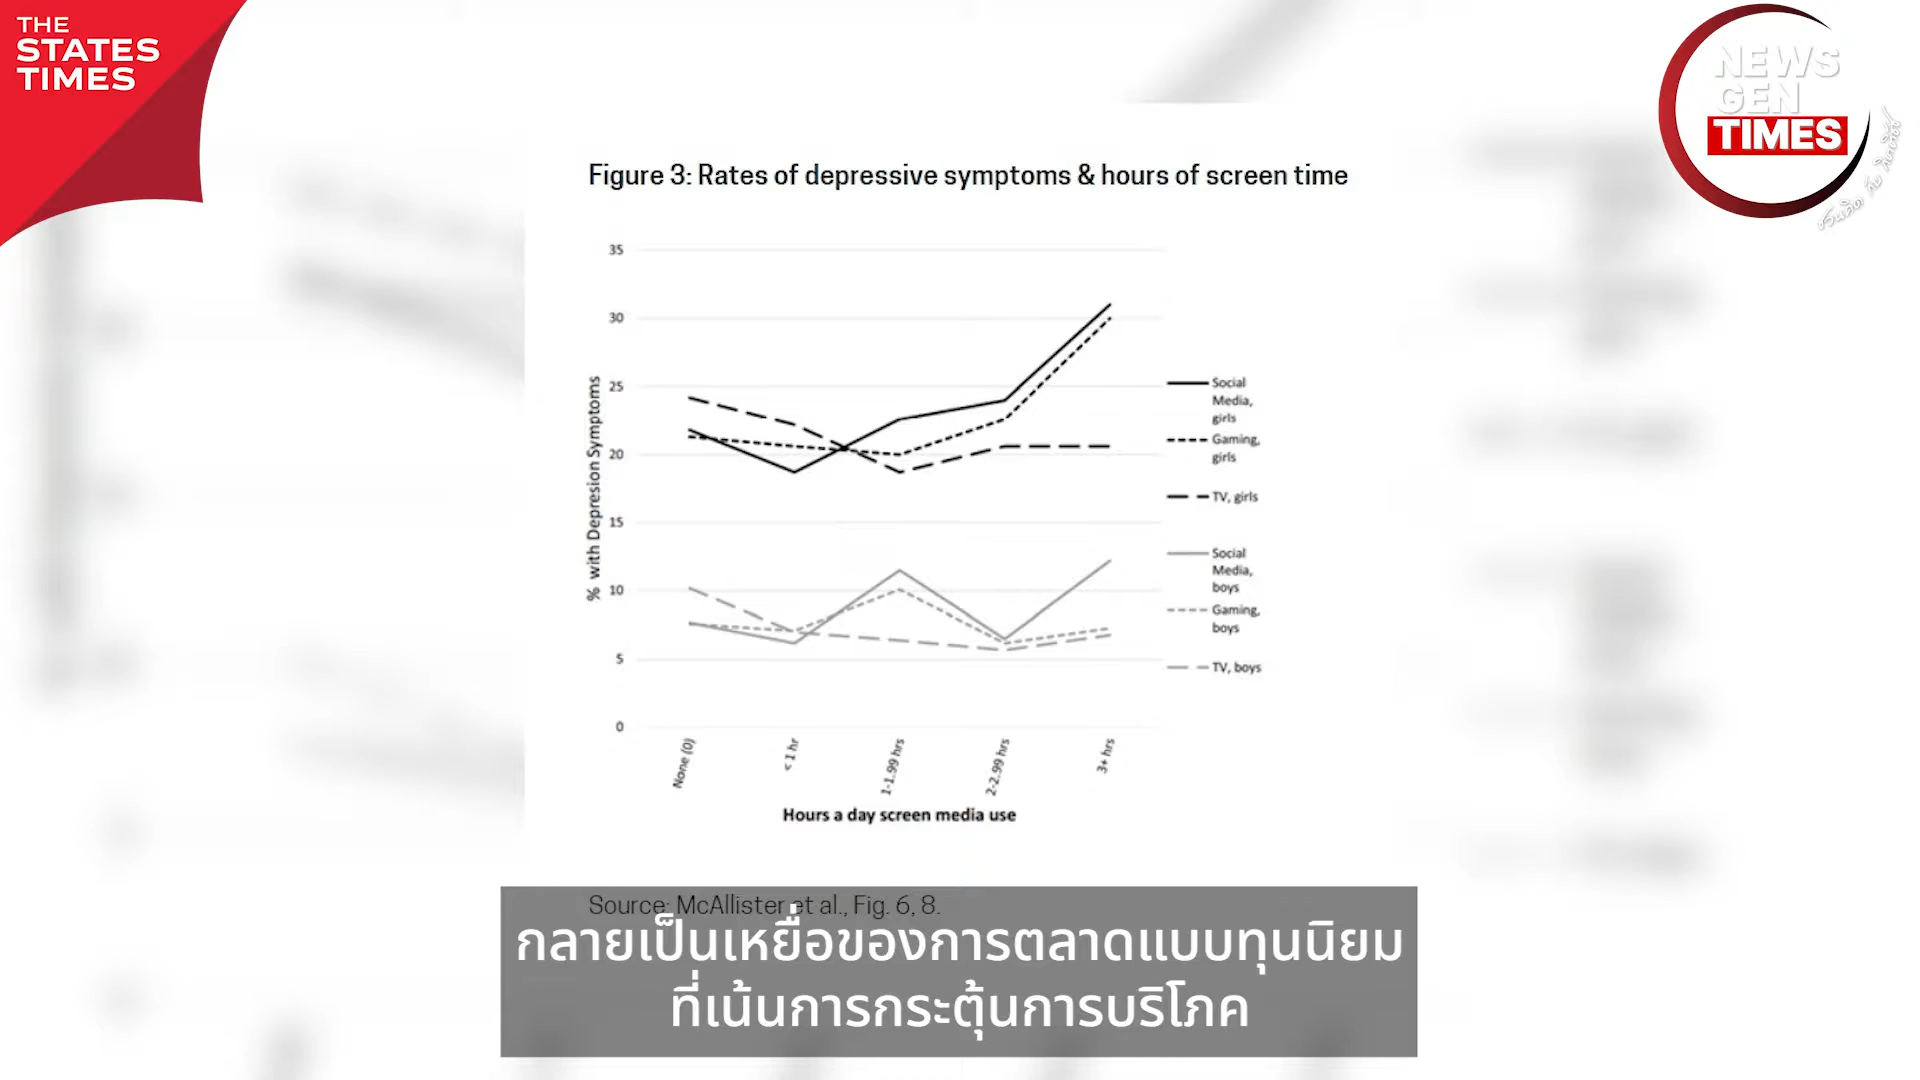 THE
STATES
TIMES
NEWS
GEN
TIMES
Figure 3: Rates of depressive symptoms & hours of screen time
35
30
25
20
15
10
5
0
% with Depresion Symptoms
None (0)
< 1 hr
1-1.99 hrs
2-2.99 hrs
3+ hrs
Hours a day screen media use
Social
Media,
girls
Gaming,
girls
TV, girls
Social
Media,
boys
Gaming,
boys
TV, boys
Source: McAllister et al., Fig. 6, 8.
กลายเป็นเหยื่อของการตลาดแบบทุนนิยม
ที่เน้นการกระตุ้นการบริโภค